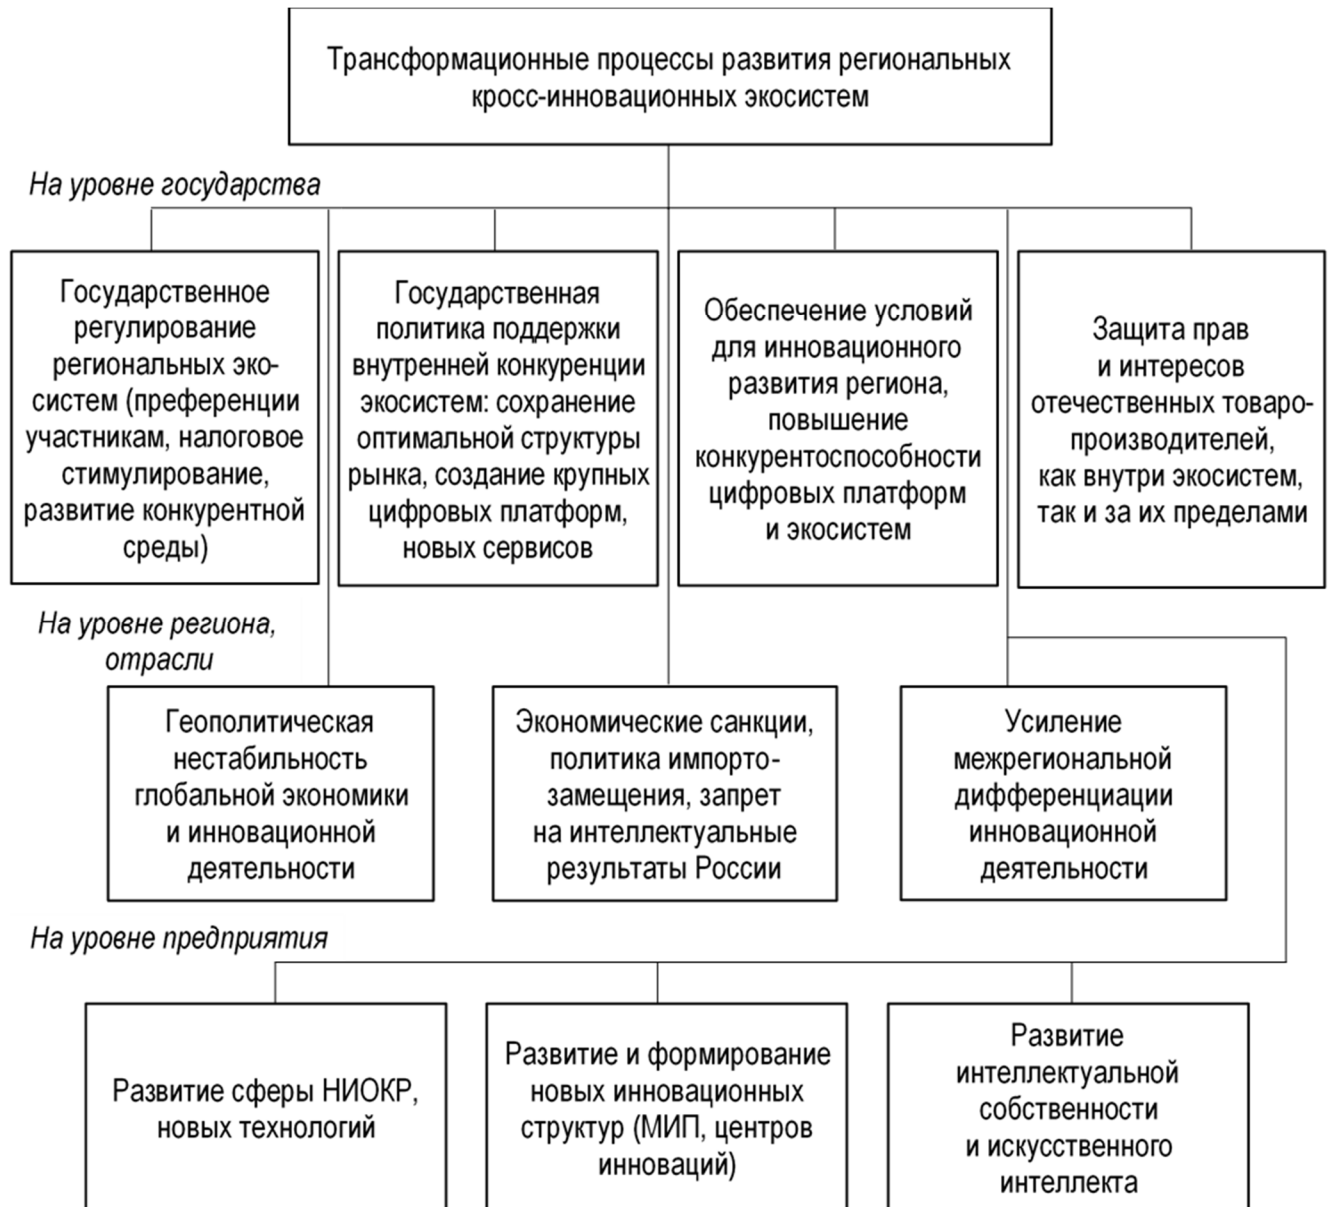 Трансформационные процессы развития региональных
кросс-инновационных экосистем
На уровне государства
Государственное
регулирование
региональных эко-
систем (преференции
участникам, налоговое
стимулирование,
развитие конкурентной
среды)
Государственная
политика поддержки
внутренней конкуренции
экосистем: сохранение
оптимальной структуры
рынка, создание крупных
цифровых платформ,
новых сервисов
Обеспечение условий
для инновационного
развития региона,
повышение
конкурентоспособности
цифровых платформ
и экосистем
Защита прав
и интересов
отечественных товаро-
производителей,
как внутри экосистем,
так и за их пределами
На уровне региона,
отрасли
Геополитическая
нестабильность
глобальной экономики
и инновационной
деятельности
Экономические санкции,
политика импорто-
замещения, запрет
на интеллектуальные
результаты России
Усиление
межрегиональной
дифференциации
инновационной
деятельности
На уровне предприятия
Развитие сферы НИОКР,
новых технологий
Развитие и формирование
новых инновационных
структур (МИП, центров
инноваций)
Развитие
интеллектуальной
собственности
и искусственного
интеллекта